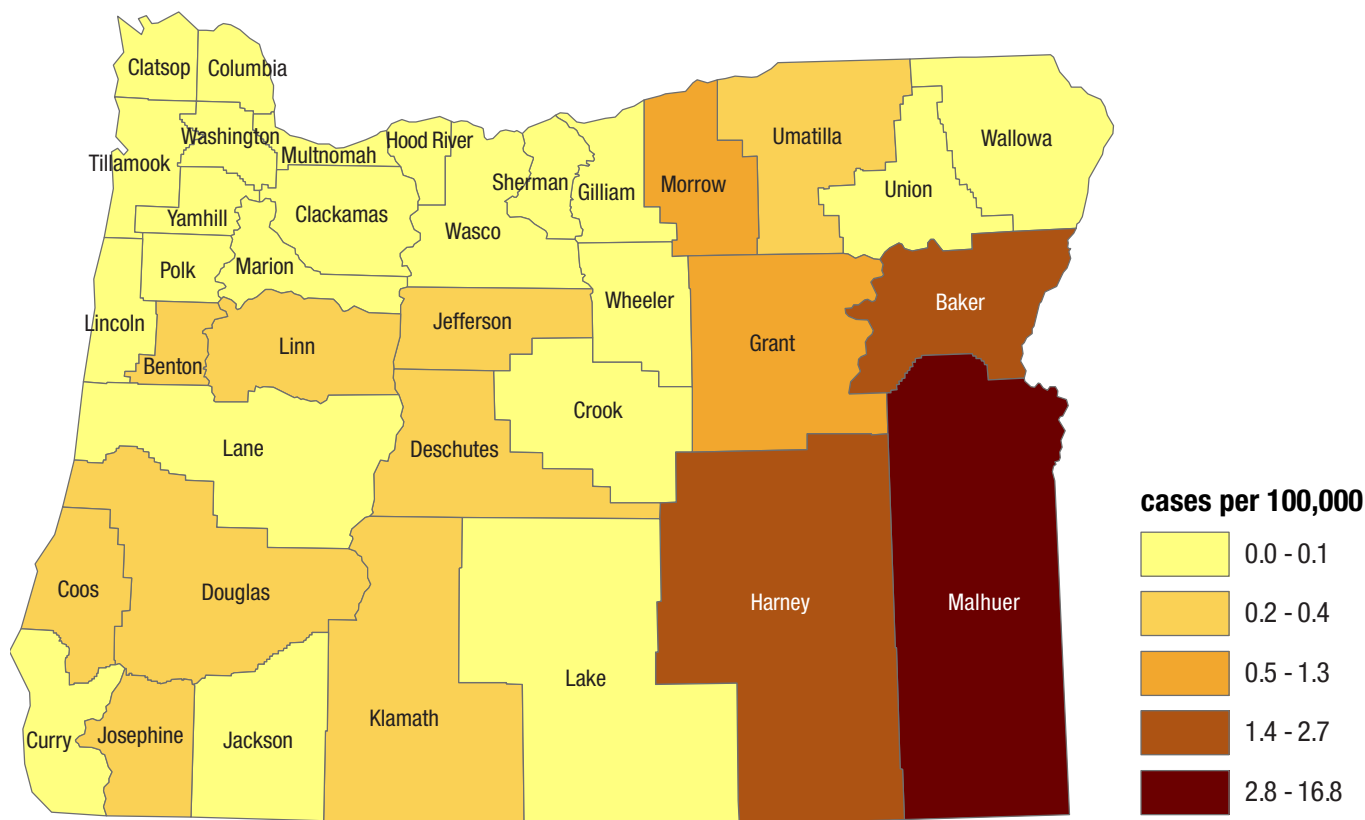 Clatsop
Columbia
Washington
Tillamook
Multnomah
Hood River
Sherman
Gilliam
Morrow
Umatilla
Union
Wallowa
Yamhill
Clackamas
Wasco
Polk
Marion
Lincoln
Benton
Linn
Jefferson
Wheeler
Grant
Baker
Lane
Deschutes
Crook
Coos
Douglas
Harney
Malhuer
Curry
Josephine
Jackson
Klamath
Lake
cases per 100,000
0.0 - 0.1
0.2 - 0.4
0.5 - 1.3
1.4 - 2.7
2.8 - 16.8